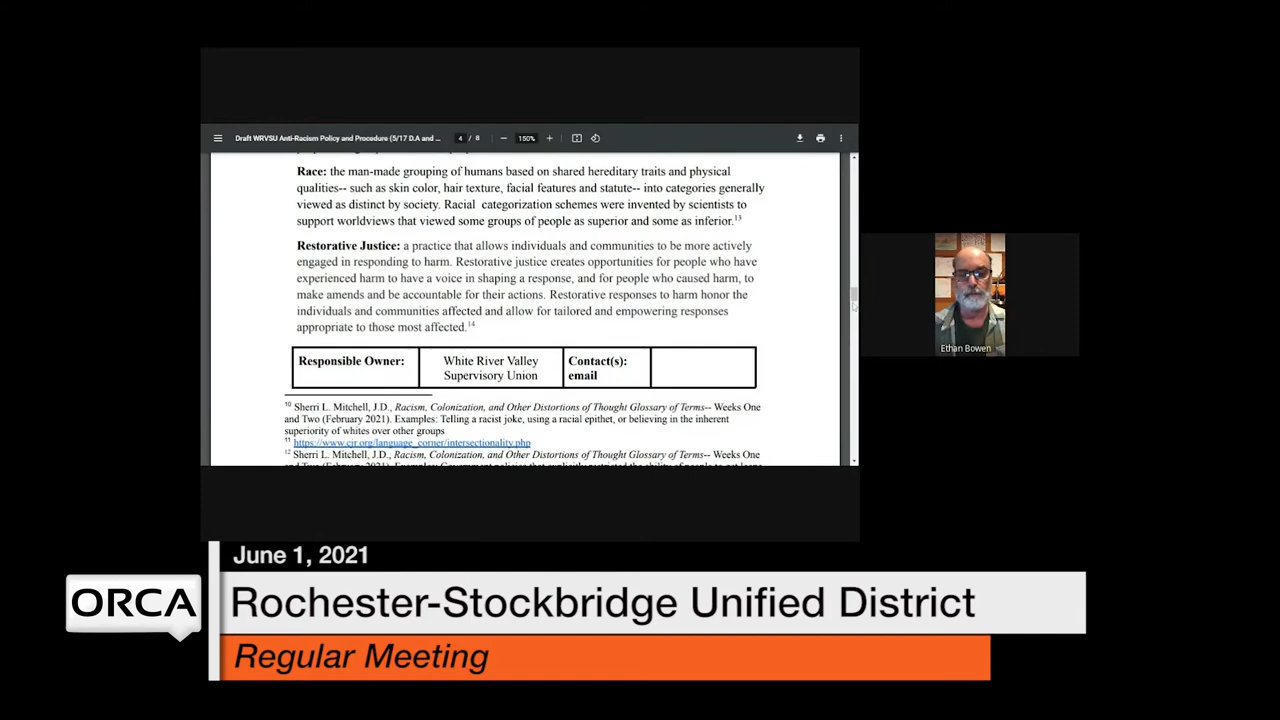 Draft WRVSU Anti-Racism Policy and Procedure (5/17 D.A and ... 4 / 8 − 150% +
Race: the man-made grouping of humans based on shared hereditary traits and physical
qualities-- such as skin color, hair texture, facial features and statute-- into categories generally
viewed as distinct by society. Racial categorization schemes were invented by scientists to
support worldviews that viewed some groups of people as superior and some as inferior.13
Restorative Justice: a practice that allows individuals and communities to be more actively
engaged in responding to harm. Restorative justice creates opportunities for people who have
experienced harm to have a voice in shaping a response, and for people who caused harm, to
make amends and be accountable for their actions. Restorative responses to harm honor the
individuals and communities affected and allow for tailored and empowering responses
appropriate to those most affected.14
Responsible Owner: White River Valley Contact(s):
Supervisory Union email
10 Sherri L. Mitchell, J.D., Racism, Colonization, and Other Distortions of Thought Glossary of Terms-- Weeks One
and Two (February 2021). Examples: Telling a racist joke, using a racial epithet, or believing in the inherent
superiority of whites over other groups
11 https://www.cjr.org/language_corner/intersectionality.php
12 Sherri L. Mitchell, J.D., Racism, Colonization, and Other Distortions of Thought Glossary of Terms-- Weeks One
Ethan Bowen
June 1, 2021
ORCA
Rochester-Stockbridge Unified District
Regular Meeting